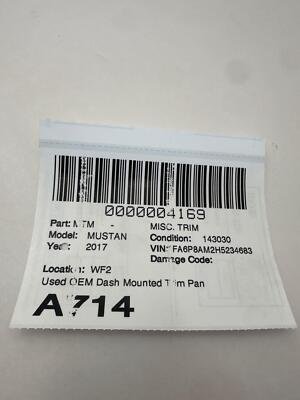 0000004169
Part: MTM - MISC. TRIM
Model: MUSTAN Condition: 143030
Year: 2017 VIN: FA6P8AM2H5234683
Damage Code:
Location: WF2
Used OEM Dash Mounted Trim Pan
A714